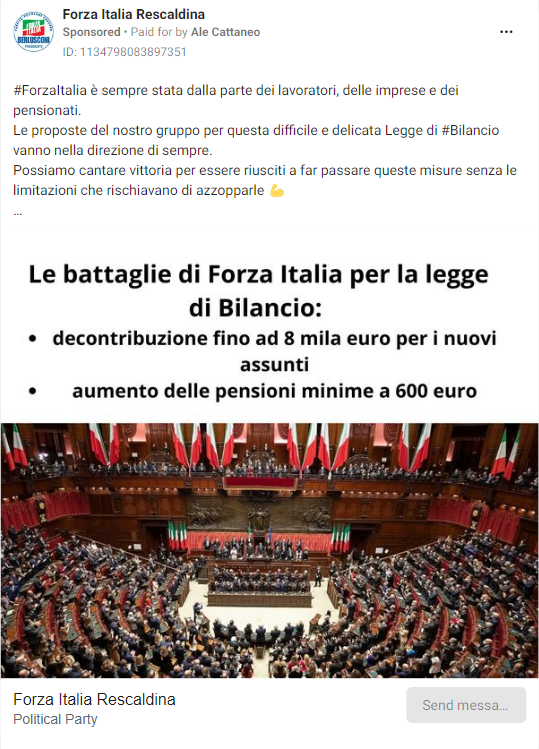 Forza Italia Rescaldina
Sponsored • Paid for by Ale Cattaneo
ID: 1134798083897351
#ForzaItalia è sempre stata dalla parte dei lavoratori, delle imprese e dei
pensionati.
Le proposte del nostro gruppo per questa difficile e delicata Legge di #Bilancio
vanno nella direzione di sempre.
Possiamo cantare vittoria per essere riusciti a far passare queste misure senza le
limitazioni che rischiavano di azzopparle 💪
...
Le battaglie di Forza Italia per la legge
di Bilancio:
• decontribuzione fino ad 8 mila euro per i nuovi
assunti
• aumento delle pensioni minime a 600 euro
Forza Italia Rescaldina
Political Party
Send messa...